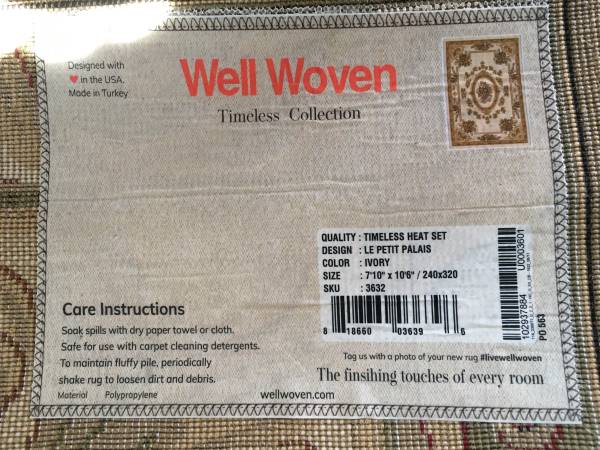 Designed with
♥ in the USA.
Made in Turkey
Well Woven
Timeless Collection
QUALITY : TIMELESS HEAT SET
DESIGN : LE PETIT PALAIS
COLOR : IVORY
SIZE : 7'10" x 10'6" / 240x320
SKU : 3632
8 18660 03639 6
102937884 U0003601
PO 563
Care Instructions
Soak spills with dry paper towel or cloth.
Safe for use with carpet cleaning detergents.
To maintain fluffy pile, periodically
shake rug to loosen dirt and debris.
Material Polypropylene
Tag us with a photo of your new rug #livewellwoven
The finsihing touches of every room
wellwoven.com